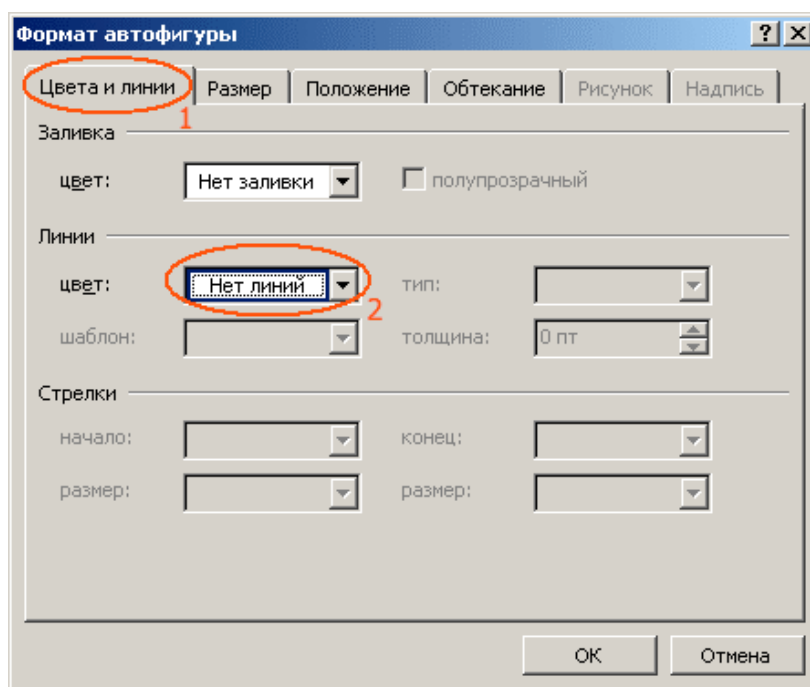 Формат автофигуры
Цвета и линии Размер Положение Обтекание Рисунок Надпись
1
Заливка
цвет: Нет заливки полупрозрачный
Линии
цвет: Нет линий тип:
2
шаблон: толщина: 0 пт
Стрелки
начало: конец:
размер: размер:
ОК Отмена